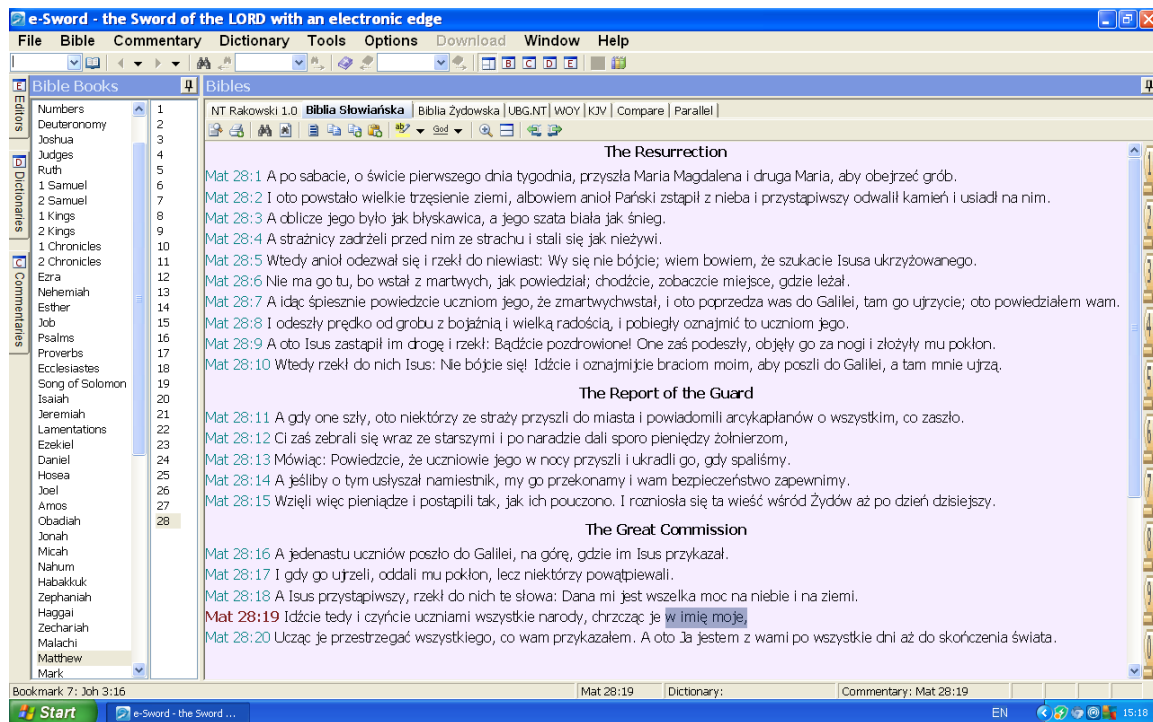 e-Sword - the Sword of the LORD with an electronic edge
File Bible Commentary Dictionary Tools Options Download Window Help
B C D E
E Editors
D Dictionaries
C Commentaries
Bible Books
Numbers
Deuteronomy
Joshua
Judges
Ruth
1 Samuel
2 Samuel
1 Kings
2 Kings
1 Chronicles
2 Chronicles
Ezra
Nehemiah
Esther
Job
Psalms
Proverbs
Ecclesiastes
Song of Solomon
Isaiah
Jeremiah
Lamentations
Ezekiel
Daniel
Hosea
Joel
Amos
Obadiah
Jonah
Micah
Nahum
Habakkuk
Zephaniah
Haggai
Zechariah
Malachi
Matthew
Mark
1
2
3
4
5
6
7
8
9
10
11
12
13
14
15
16
17
18
19
20
21
22
23
24
25
26
27
28
Bibles
NT Rakowski 1.0 Biblia Słowiańska Biblia Żydowska UBG.NT WOY KJV Compare Parallel
ab God
The Resurrection
Mat 28:1 A po sabacie, o świcie pierwszego dnia tygodnia, przyszła Maria Magdalena i druga Maria, aby obejrzeć grób.
Mat 28:2 I oto powstało wielkie trzęsienie ziemi, albowiem anioł Pański zstąpił z nieba i przystąpiwszy odwalił kamień i usiadł na nim.
Mat 28:3 A oblicze jego było jak błyskawica, a jego szata biała jak śnieg.
Mat 28:4 A strażnicy zadrżeli przed nim ze strachu i stali się jak nieżywi.
Mat 28:5 Wtedy anioł odezwał się i rzekł do niewiast: Wy się nie bójcie; wiem bowiem, że szukacie Isusa ukrzyżowanego.
Mat 28:6 Nie ma go tu, bo wstał z martwych, jak powiedział; chodźcie, zobaczcie miejsce, gdzie leżał.
Mat 28:7 A idąc śpiesznie powiedzcie uczniom jego, że zmartwychwstał, i oto poprzedza was do Galilei, tam go ujrzycie; oto powiedziałem wam.
Mat 28:8 I odeszły prędko od grobu z bojaźnią i wielką radością, i pobiegły oznajmić to uczniom jego.
Mat 28:9 A oto Isus zastąpił im drogę i rzekł: Bądźcie pozdrowione! One zaś podeszły, objęły go za nogi i złożyły mu pokłon.
Mat 28:10 Wtedy rzekł do nich Isus: Nie bójcie się! Idźcie i oznajmijcie braciom moim, aby poszli do Galilei, a tam mnie ujrzą.
The Report of the Guard
Mat 28:11 A gdy one szły, oto niektórzy ze straży przyszli do miasta i powiadomili arcykapłanów o wszystkim, co zaszło.
Mat 28:12 Ci zaś zebrali się wraz ze starszymi i po naradzie dali sporo pieniędzy żołnierzom,
Mat 28:13 Mówiąc: Powiedzcie, że uczniowie jego w nocy przyszli i ukradli go, gdy spaliśmy.
Mat 28:14 A jeśliby o tym usłyszał namiestnik, my go przekonamy i wam bezpieczeństwo zapewnimy.
Mat 28:15 Wzięli więc pieniądze i postąpili tak, jak ich pouczono. I rozniosła się ta wieść wśród Żydów aż po dzień dzisiejszy.
The Great Commission
Mat 28:16 A jedenastu uczniów poszło do Galilei, na górę, gdzie im Isus przykazał.
Mat 28:17 I gdy go ujrzeli, oddali mu pokłon, lecz niektórzy powątpiewali.
Mat 28:18 A Isus przystąpiwszy, rzekł do nich te słowa: Dana mi jest wszelka moc na niebie i na ziemi.
Mat 28:19 Idźcie tedy i czyńcie uczniami wszystkie narody, chrzcząc je w imię moje,
Mat 28:20 Ucząc je przestrzegać wszystkiego, co wam przykazałem. A oto Ja jestem z wami po wszystkie dni aż do skończenia świata.
1
2
3
4
5
6
7
8
9
0
Bookmark 7: Joh 3:16 Mat 28:19 Dictionary: Commentary: Mat 28:19
Start e-Sword - the Sword ... EN 15:18